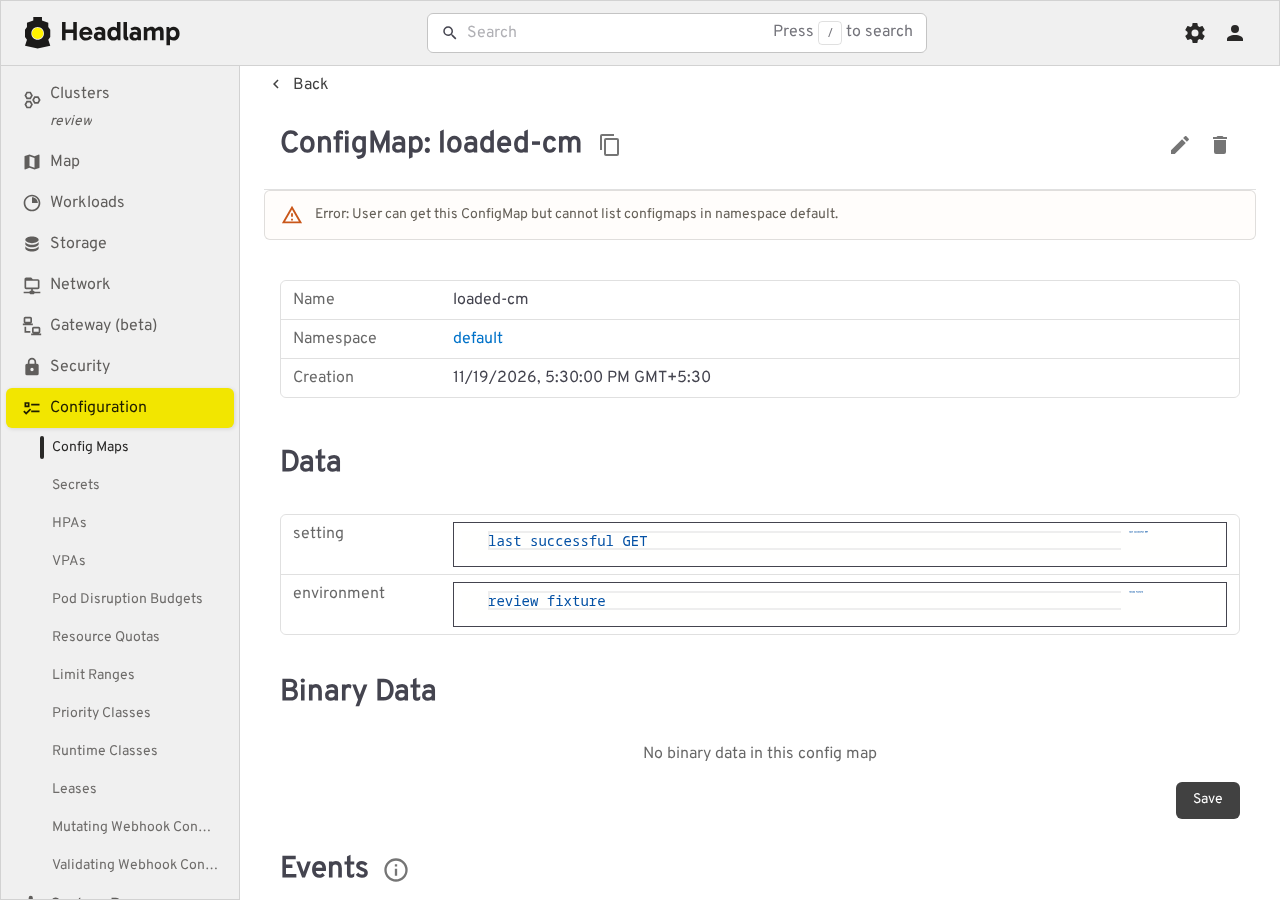 Headlamp
Search
Press / to search
Clusters
review
Map
Workloads
Storage
Network
Gateway (beta)
Security
Configuration
Config Maps
Secrets
HPAs
VPAs
Pod Disruption Budgets
Resource Quotas
Limit Ranges
Priority Classes
Runtime Classes
Leases
Mutating Webhook Con…
Validating Webhook Con…
Back
ConfigMap: loaded-cm
Error: User can get this ConfigMap but cannot list configmaps in namespace default.
Name loaded-cm
Namespace default
Creation 11/19/2026, 5:30:00 PM GMT+5:30
Data
setting last successful GET
environment review fixture
Binary Data
No binary data in this config map
Save
Events